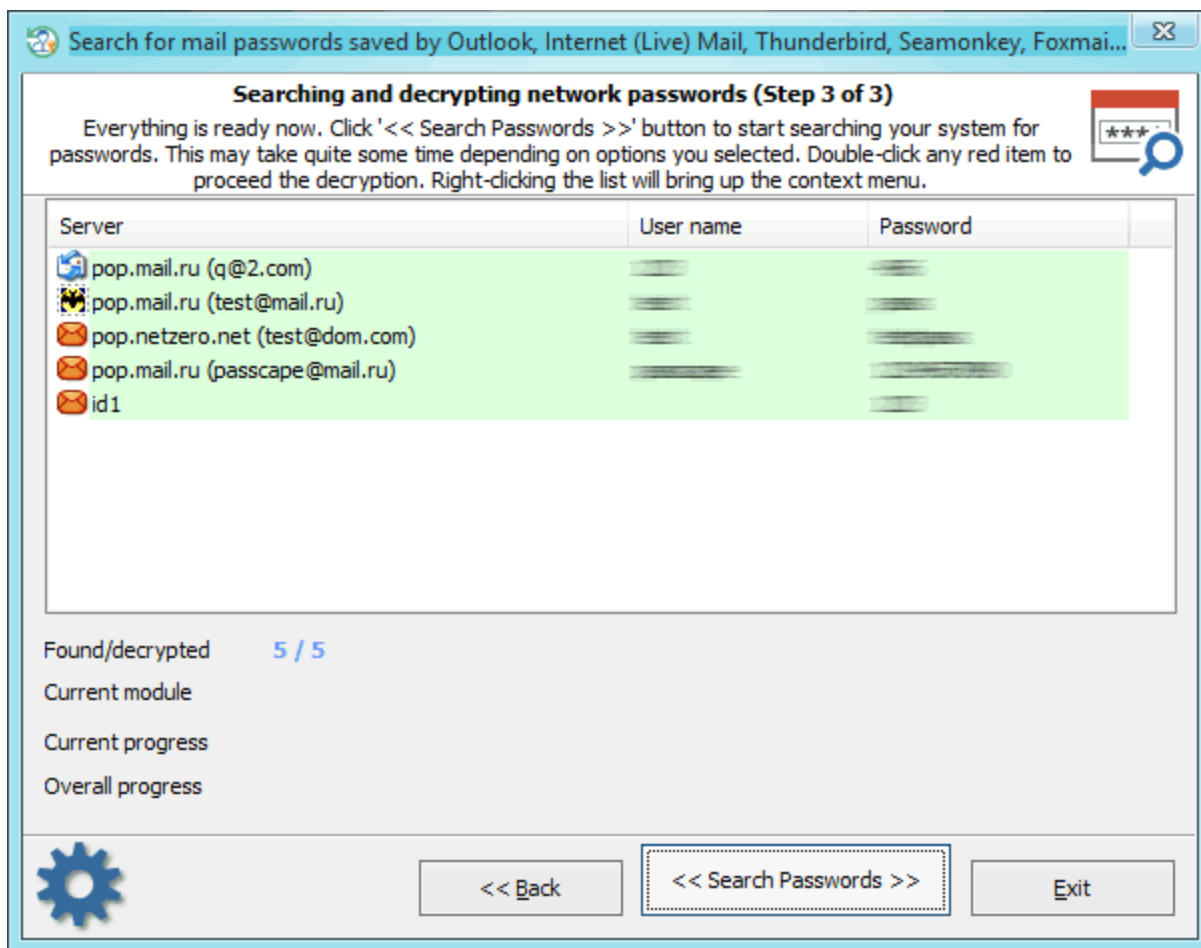 Search for mail passwords saved by Outlook, Internet (Live) Mail, Thunderbird, Seamonkey, Foxmai...
Searching and decrypting network passwords (Step 3 of 3)
Everything is ready now. Click '<< Search Passwords >>' button to start searching your system for
passwords. This may take quite some time depending on options you selected. Double-click any red item to
proceed the decryption. Right-clicking the list will bring up the context menu.
***
Server User name Password
pop.mail.ru (q@2.com)
pop.mail.ru (test@mail.ru)
pop.netzero.net (test@dom.com)
pop.mail.ru (passcape@mail.ru)
id1
Found/decrypted 5 / 5
Current module
Current progress
Overall progress
<< Back << Search Passwords >> Exit